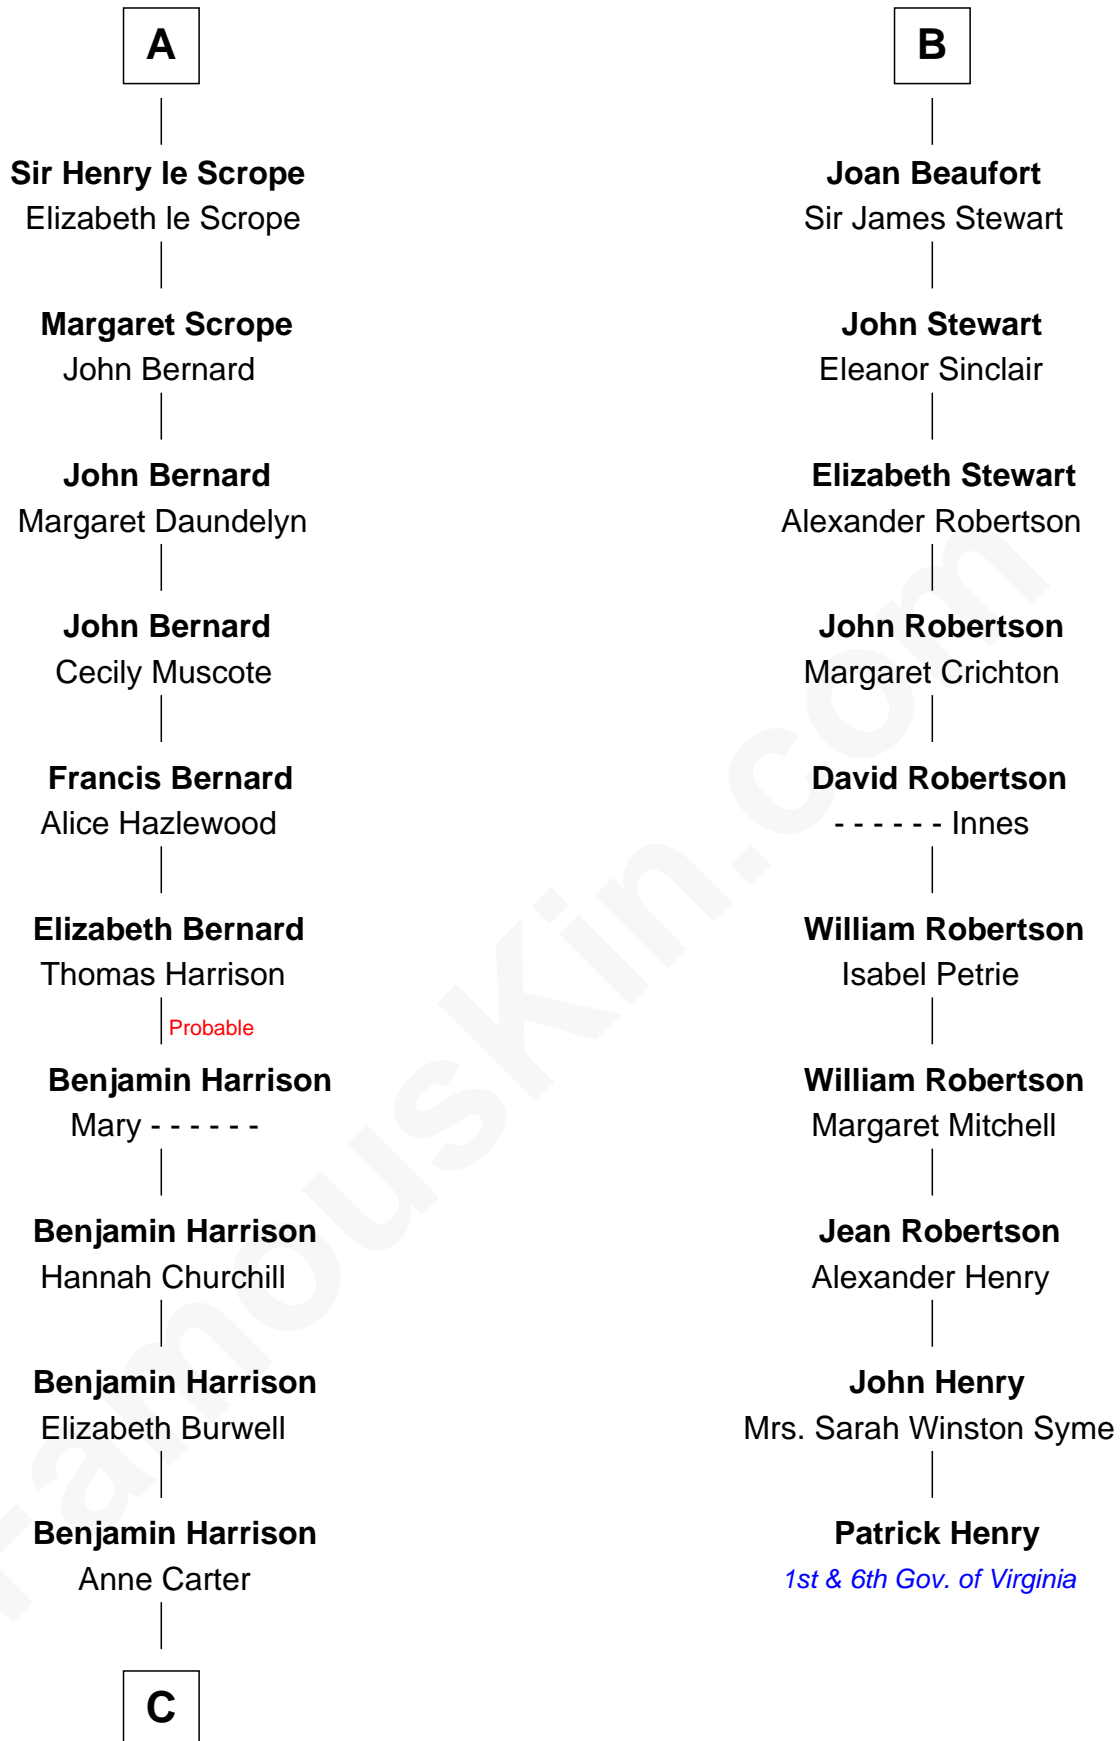 A
Sir Henry le Scrope
Elizabeth le Scrope
Margaret Scrope
John Bernard
John Bernard
Margaret Daundelyn
John Bernard
Cecily Muscote
Francis Bernard
Alice Hazlewood
Elizabeth Bernard
Thomas Harrison
Probable
Benjamin Harrison
Mary - - - - - -
Benjamin Harrison
Hannah Churchill
Benjamin Harrison
Elizabeth Burwell
Benjamin Harrison
Anne Carter
C
B
Joan Beaufort
Sir James Stewart
John Stewart
Eleanor Sinclair
Elizabeth Stewart
Alexander Robertson
John Robertson
Margaret Crichton
David Robertson
- - - - - - Innes
William Robertson
Isabel Petrie
William Robertson
Margaret Mitchell
Jean Robertson
Alexander Henry
John Henry
Mrs. Sarah Winston Syme
Patrick Henry
1st & 6th Gov. of Virginia
FamousKin.com